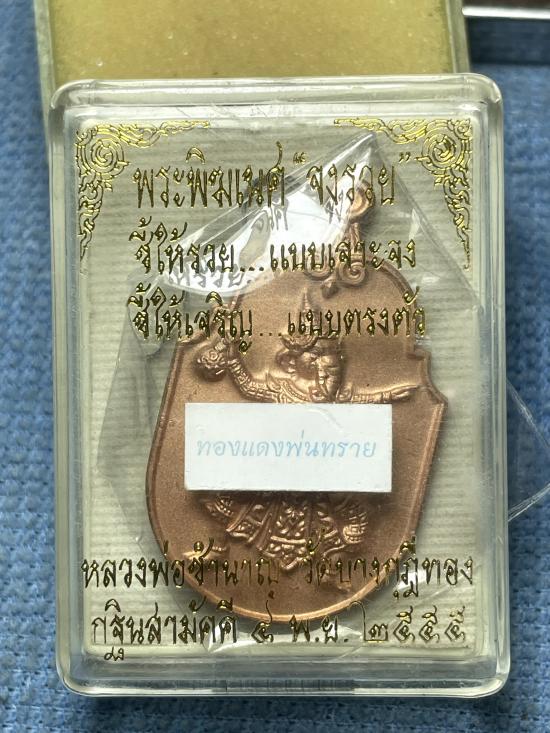 พระพิฆเนศ “จงรวย”
ชี้ให้รวย...แบบเจาะจง
ชี้ให้เจริญ...แบบตรงตัว
ทองแดงพ่นทราย
หลวงพ่อชำนาญ วัดบางกุฎีทอง
กฐินสามัคคี ๔ พ.ย. ๒๕๕๕